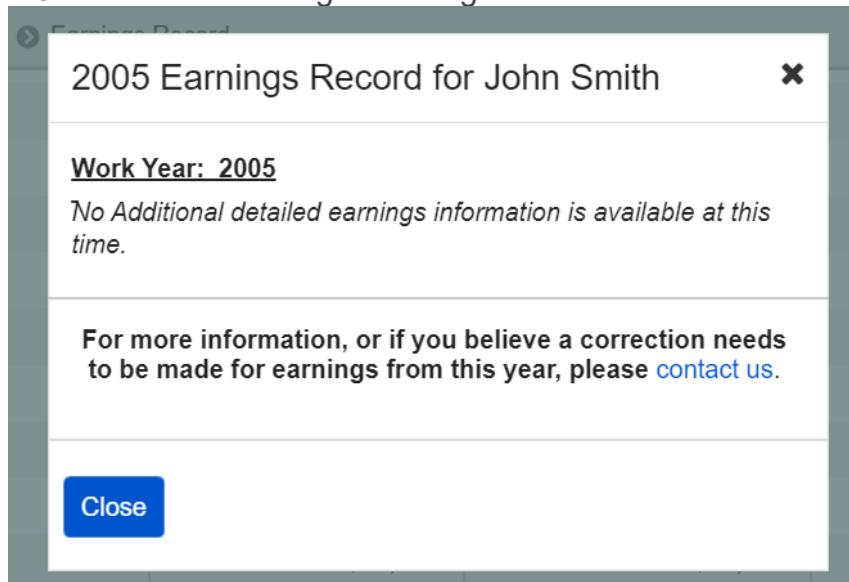 Earnings Record
2005 Earnings Record for John Smith
Work Year: 2005
No Additional detailed earnings information is available at this
time.
For more information, or if you believe a correction needs
to be made for earnings from this year, please contact us.
Close